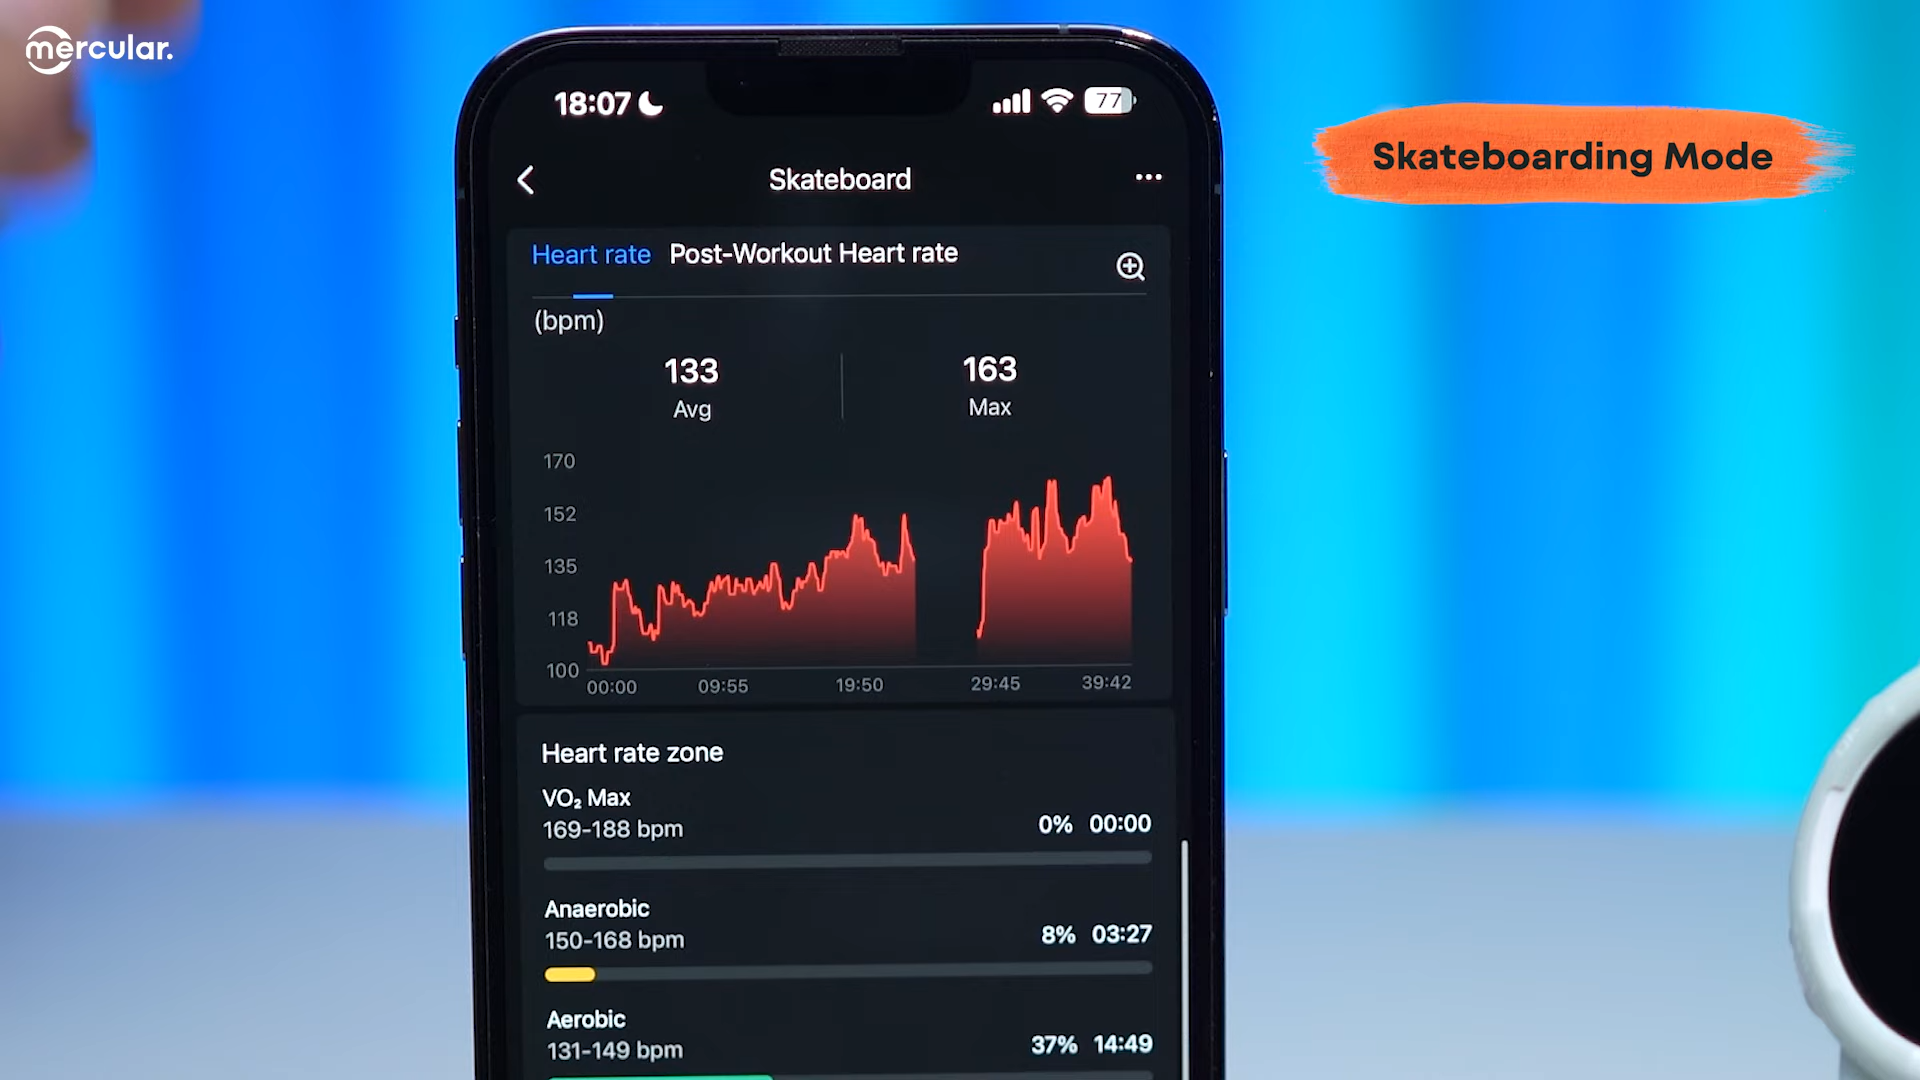 mercular.
18:07
77
Skateboarding Mode
Skateboard
Heart rate Post-Workout Heart rate
(bpm)
133 163
Avg Max
170
152
135
118
100
00:00 09:55 19:50 29:45 39:42
Heart rate zone
VO₂ Max
169-188 bpm 0% 00:00
Anaerobic
150-168 bpm 8% 03:27
Aerobic
131-149 bpm 37% 14:49